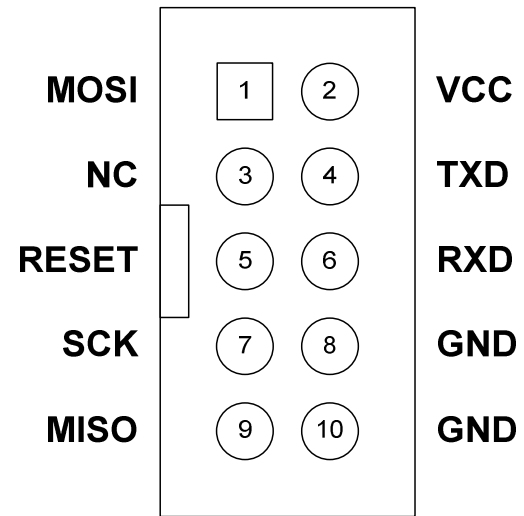 MOSI 1 2 VCC
NC 3 4 TXD
RESET 5 6 RXD
SCK 7 8 GND
MISO 9 10 GND